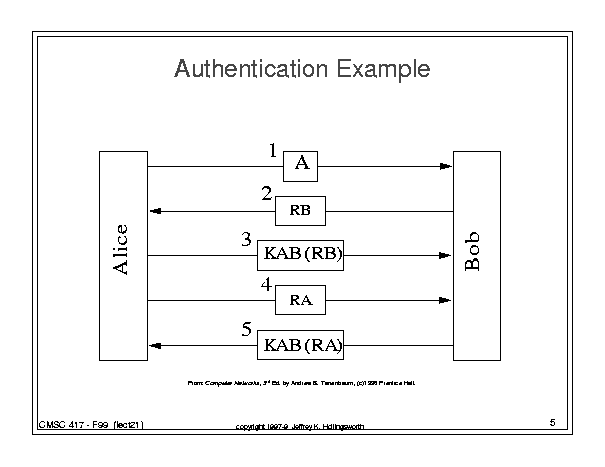 Authentication Example
1
A
2
RB
3
KAB (RB)
4
RA
5
KAB (RA)
Alice
Bob
From: Computer Networks, 3rd Ed. by Andrew S. Tanenbaum, (c)1996 Prentice Hall.
CMSC 417 - F99 (lect21)
copyright 1997-9 Jeffrey K. Hollingsworth
5